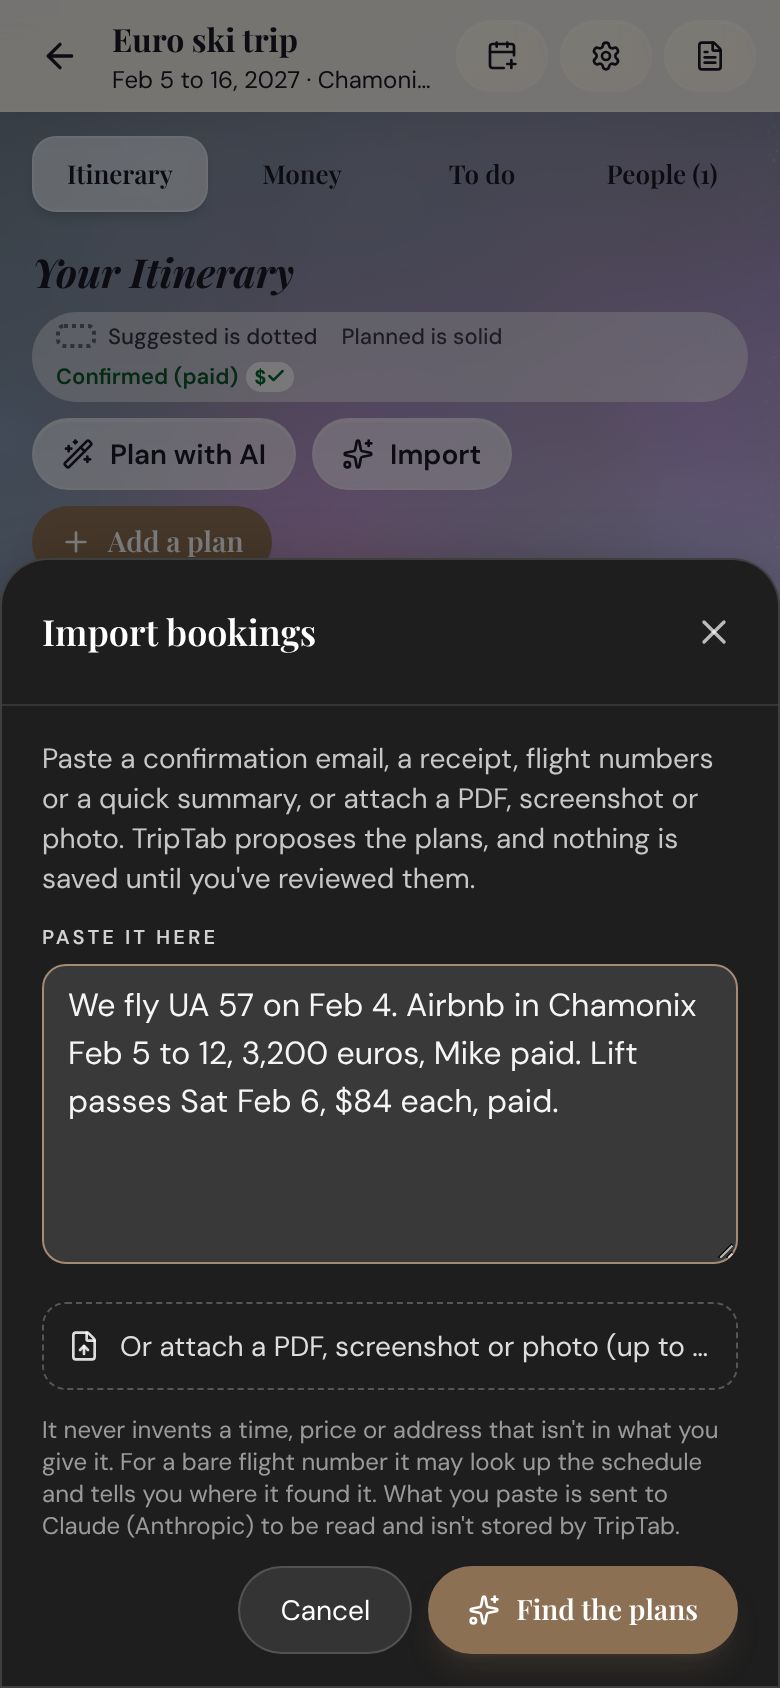 Euro ski trip
Feb 5 to 16, 2027 · Chamoni...
Itinerary
Money
To do
People (1)
Your Itinerary
Suggested is dotted
Planned is solid
Confirmed (paid) $✓
Plan with AI
Import
+ Add a plan
Import bookings
Paste a confirmation email, a receipt, flight numbers
or a quick summary, or attach a PDF, screenshot or
photo. TripTab proposes the plans, and nothing is
saved until you've reviewed them.
PASTE IT HERE
We fly UA 57 on Feb 4. Airbnb in Chamonix
Feb 5 to 12, 3,200 euros, Mike paid. Lift
passes Sat Feb 6, $84 each, paid.
Or attach a PDF, screenshot or photo (up to ...
It never invents a time, price or address that isn't in what you
give it. For a bare flight number it may look up the schedule
and tells you where it found it. What you paste is sent to
Claude (Anthropic) to be read and isn't stored by TripTab.
Cancel
Find the plans